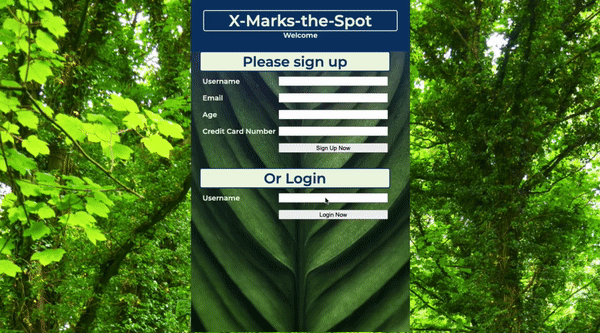 X-Marks-the-Spot
Welcome
Please sign up
Username
Email
Age
Credit Card Number
Sign Up Now
Or Login
Username
Login Now